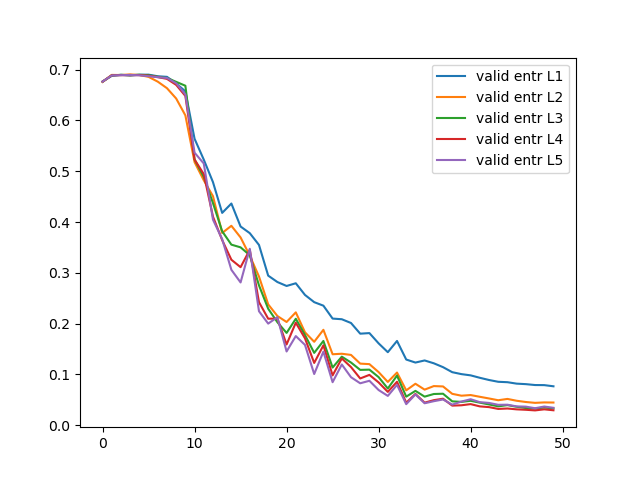 0.7
0.6
0.5
0.4
0.3
0.2
0.1
0.0
0
10
20
30
40
50
valid entr L1
valid entr L2
valid entr L3
valid entr L4
valid entr L5